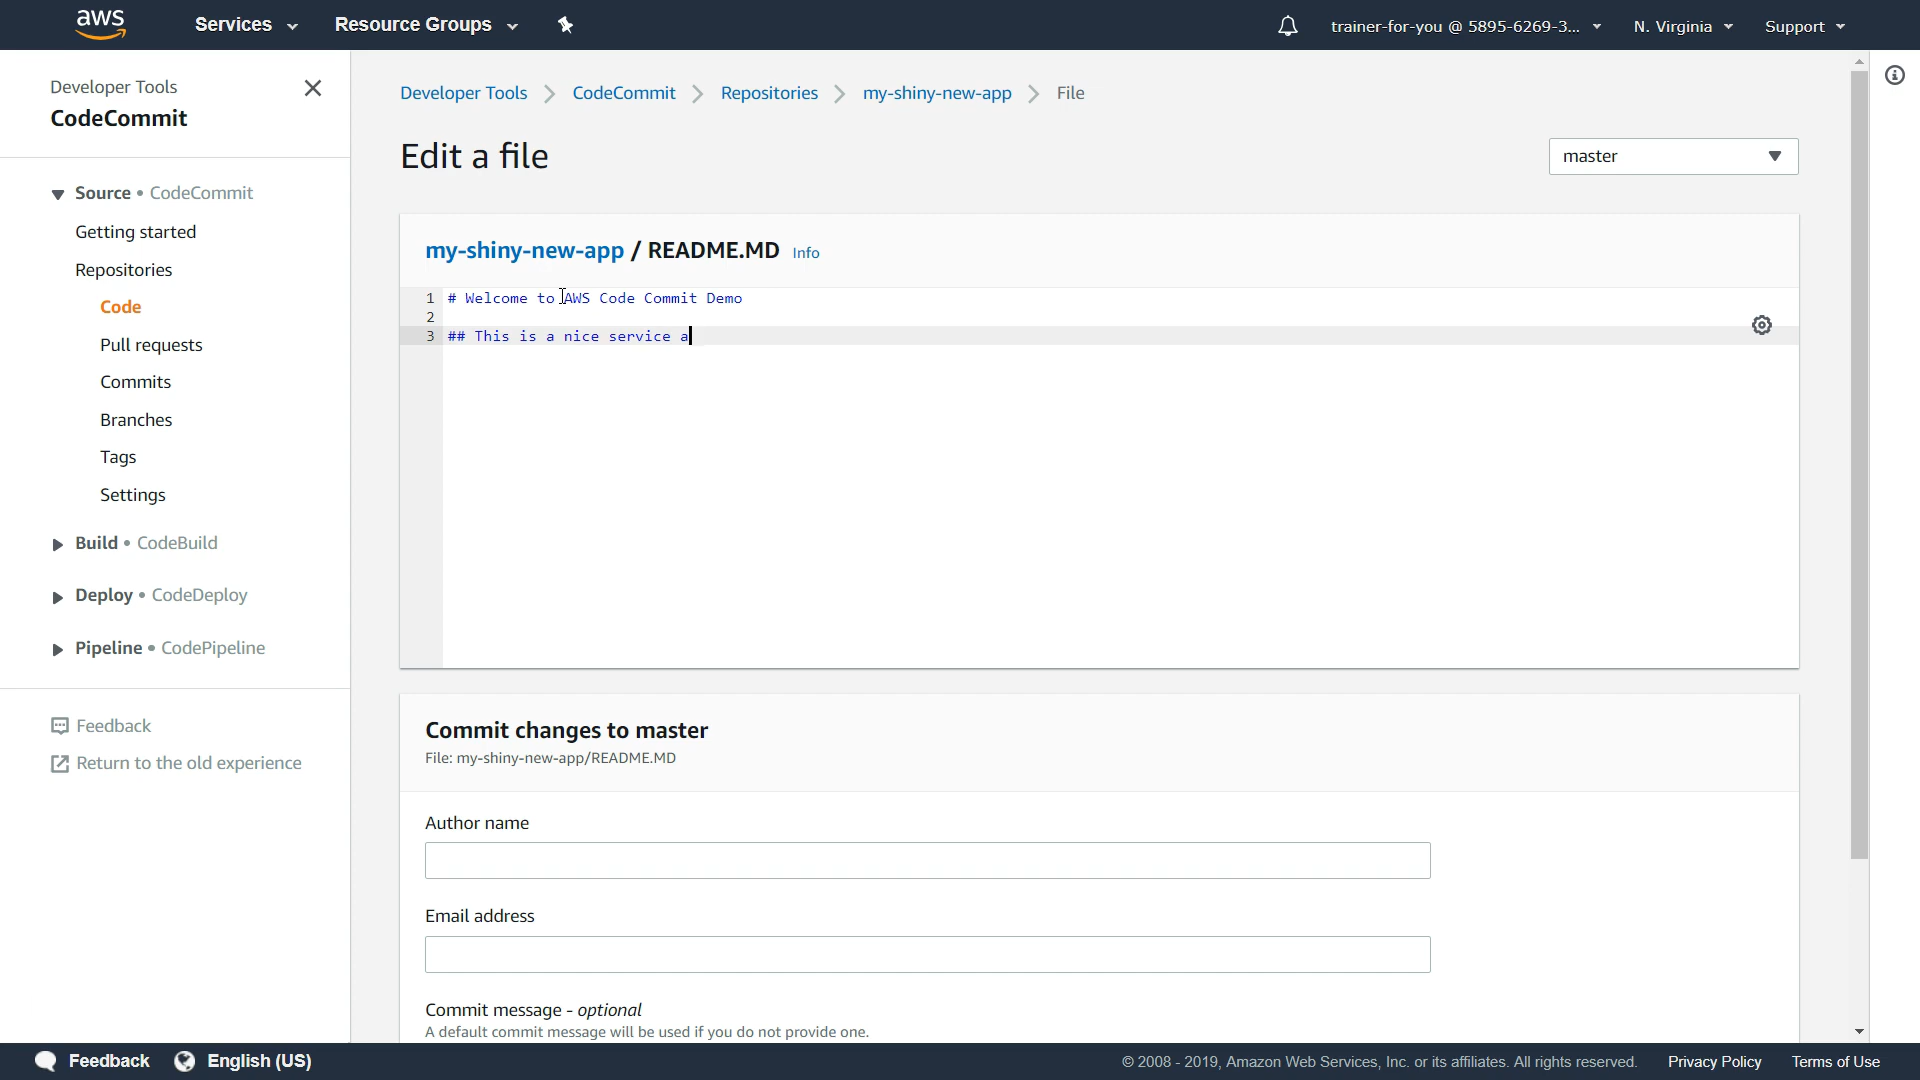 aws Services Resource Groups trainer-for-you @ 5895-6269-3... N. Virginia Support
Developer Tools
CodeCommit
Source • CodeCommit
Getting started
Repositories
Code
Pull requests
Commits
Branches
Tags
Settings
Build • CodeBuild
Deploy • CodeDeploy
Pipeline • CodePipeline
Feedback
Return to the old experience
Developer Tools > CodeCommit > Repositories > my-shiny-new-app > File
Edit a file
master
my-shiny-new-app / README.MD Info
1 # Welcome to AWS Code Commit Demo
2
3 ## This is a nice service a
Commit changes to master
File: my-shiny-new-app/README.MD
Author name
Email address
Commit message - optional
A default commit message will be used if you do not provide one.
Feedback English (US) © 2008 - 2019, Amazon Web Services, Inc. or its affiliates. All rights reserved. Privacy Policy Terms of Use